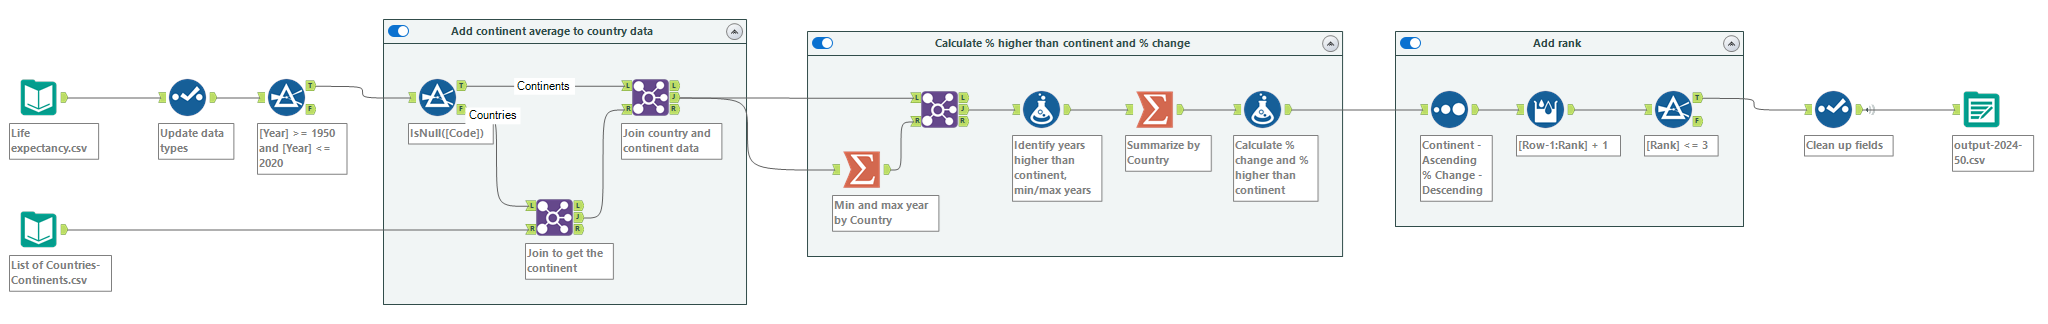 Add continent average to country data
Calculate % higher than continent and % change
Add rank
Life
expectancy.csv
Update data
types
[Year] >= 1950
and [Year] <=
2020
T
F
IsNull([Code])
T
F
Continents
Countries
L
R
L
J
R
Join country and
continent data
L
R
L
J
R
Join to get the
continent
List of Countries-
Continents.csv
Min and max year
by Country
L
R
L
J
R
Identify years
higher than
continent,
min/max years
Summarize by
Country
Calculate %
change and %
higher than
continent
Continent -
Ascending
% Change -
Descending
[Row-1:Rank] + 1
T
F
[Rank] <= 3
Clean up fields
output-2024-
50.csv